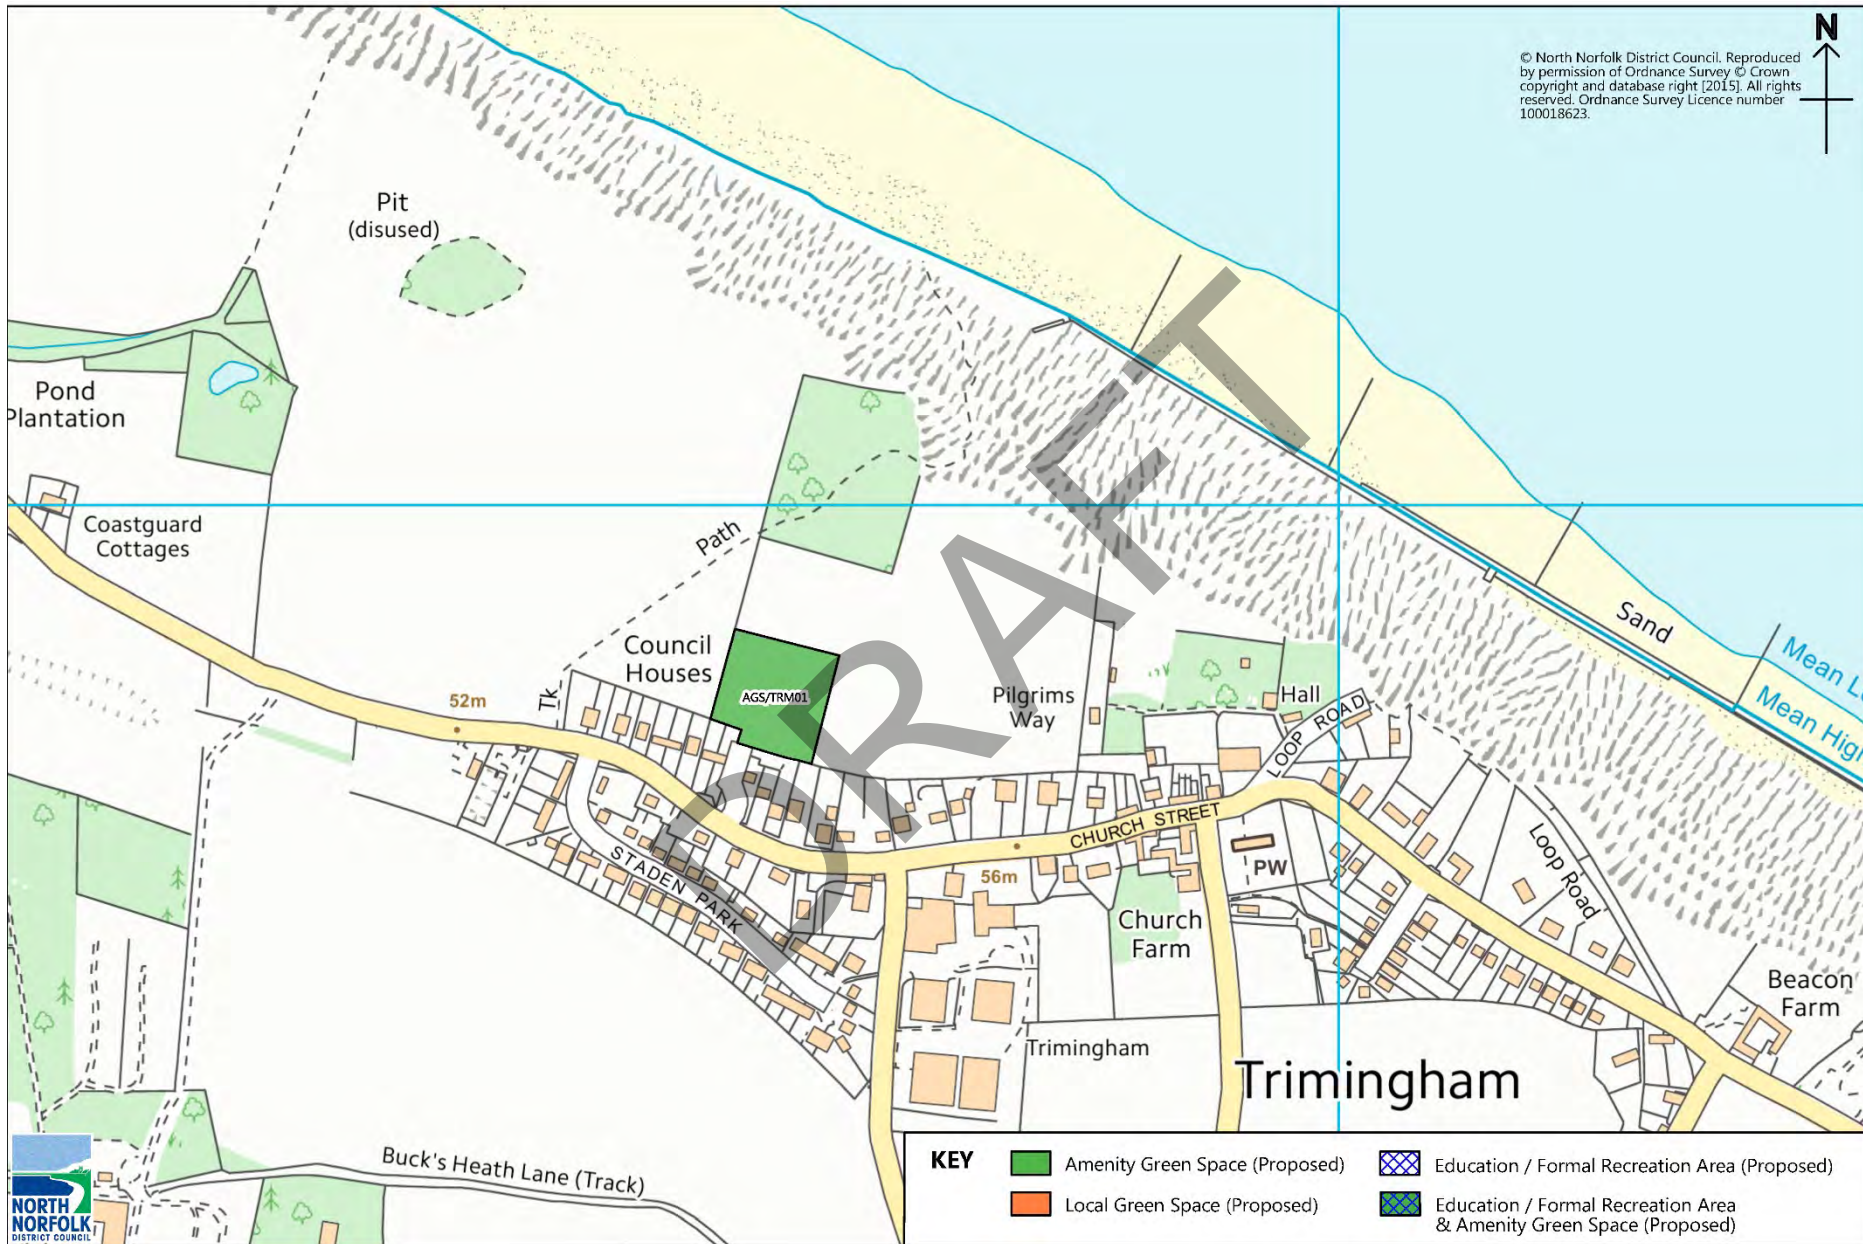 N
© North Norfolk District Council. Reproduced
by permission of Ordnance Survey © Crown
copyright and database right [2015]. All rights
reserved. Ordnance Survey Licence number
100018623.
Pit
(disused)
Pond
Plantation
Coastguard
Cottages
Path
Council
Houses
AGS/TRM01
Tk
52m
Pilgrims
Way
Hall
LOOP ROAD
Sand
Mean L
Mean High
CHURCH STREET
STADEN PARK
56m
PW
Loop Road
Church
Farm
Beacon
Farm
Trimingham
Trimingham
Buck's Heath Lane (Track)
DRAFT
NORTH
NORFOLK
DISTRICT COUNCIL
KEY
Amenity Green Space (Proposed)
Local Green Space (Proposed)
Education / Formal Recreation Area (Proposed)
Education / Formal Recreation Area
& Amenity Green Space (Proposed)